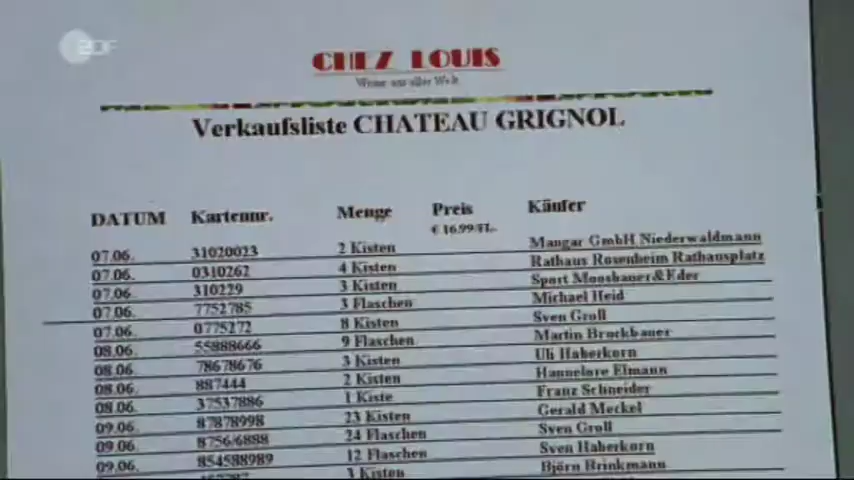 ZDF
CHEZ LOUIS
Weine aus aller Welt
Verkaufsliste CHATEAU GRIGNOL
DATUM Kartennr. Menge Preis Käufer
€ 16.99/Fl.
07.06. 31020023 2 Kisten Mangar GmbH Niederwaldmann
07.06. 0310262 4 Kisten Rathaus Rosenheim Rathausplatz
07.06. 310229 3 Kisten Sport Moosbauer&Eder
07.06. 7752785 3 Flaschen Michael Heid
07.06. 0775272 8 Kisten Sven Groll
08.06. 55888666 9 Flaschen Martin Brockbauer
08.06. 78678676 3 Kisten Uli Haberkorn
08.06. 887444 2 Kisten Hannelore Elmann
08.06. 37537886 1 Kiste Franz Schneider
09.06. 87878998 23 Kisten Gerald Meckel
09.06. 8756/6888 24 Flaschen Sven Groll
09.06. 854588989 12 Flaschen Sven Haberkorn
3 Kisten Björn Brinkmann